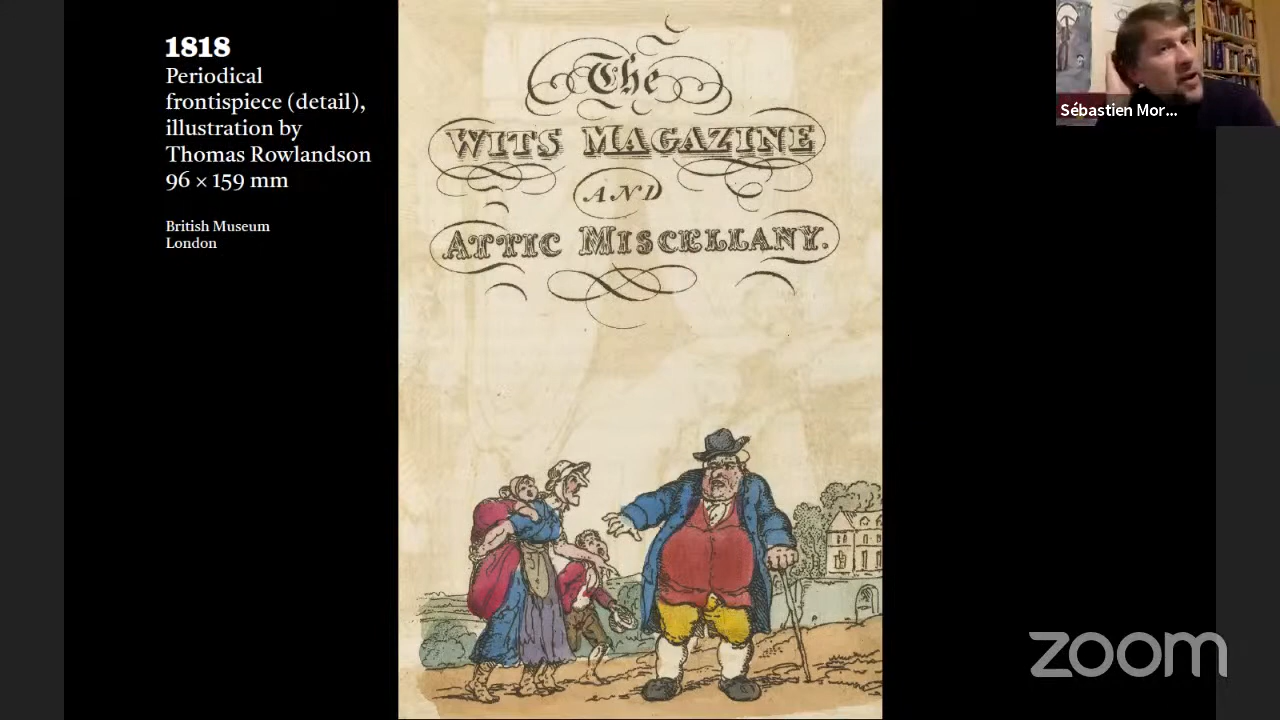 1818
Periodical
frontispiece (detail),
illustration by
Thomas Rowlandson
96 × 159 mm
British Museum
London
The
WITS MAGAZINE
AND
ATTIC MISCELLANY.
Sébastien Mor...
zoom